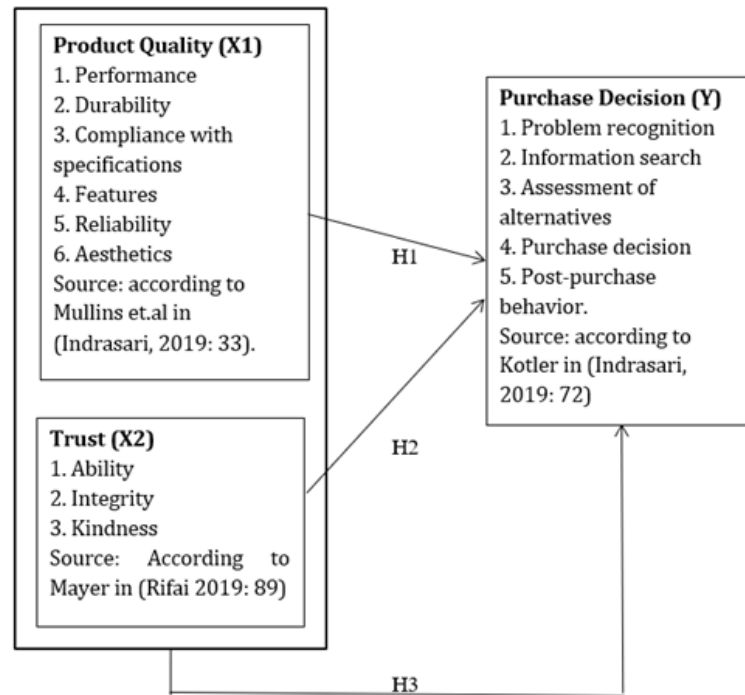 Product Quality (X1)
1. Performance
2. Durability
3. Compliance with
specifications
4. Features
5. Reliability
6. Aesthetics
Source: according to
Mullins et.al in
(Indrasari, 2019: 33).
Trust (X2)
1. Ability
2. Integrity
3. Kindness
Source: According to
Mayer in (Rifai 2019: 89)
H1
H2
H3
Purchase Decision (Y)
1. Problem recognition
2. Information search
3. Assessment of
alternatives
4. Purchase decision
5. Post-purchase
behavior.
Source: according to
Kotler in (Indrasari,
2019: 72)